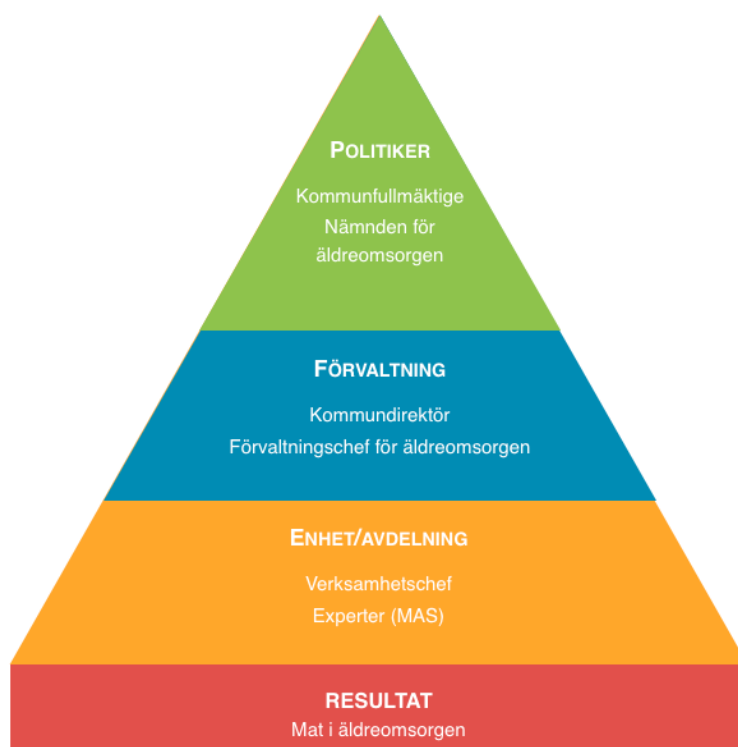 POLITIKER
Kommunfullmäktige
Nämnden för
äldreomsorgen
FÖRVALTNING
Kommundirektör
Förvaltningschef för äldreomsorgen
ENHET/AVDELNING
Verksamhetschef
Experter (MAS)
RESULTAT
Mat i äldreomsorgen